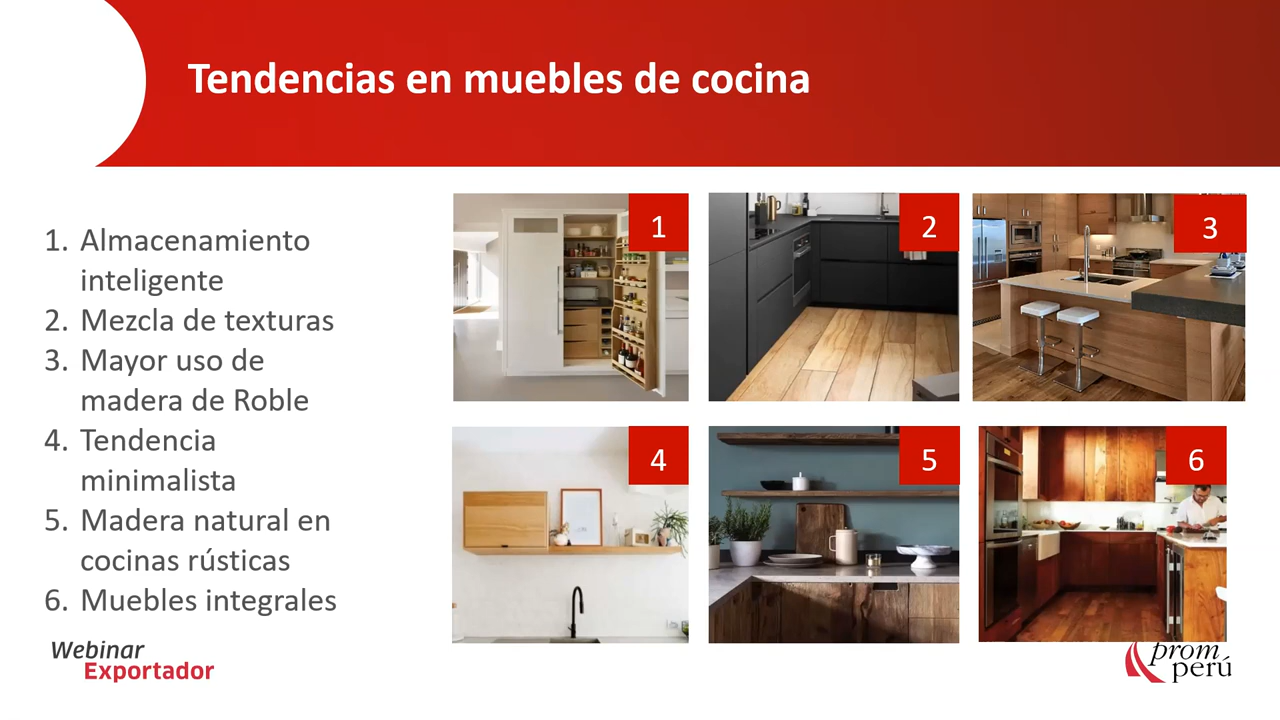 Tendencias en muebles de cocina
1. Almacenamiento
inteligente
2. Mezcla de texturas
3. Mayor uso de
madera de Roble
4. Tendencia
minimalista
5. Madera natural en
cocinas rústicas
6. Muebles integrales
1
2
3
4
5
6
Webinar
Exportador
prom
perú